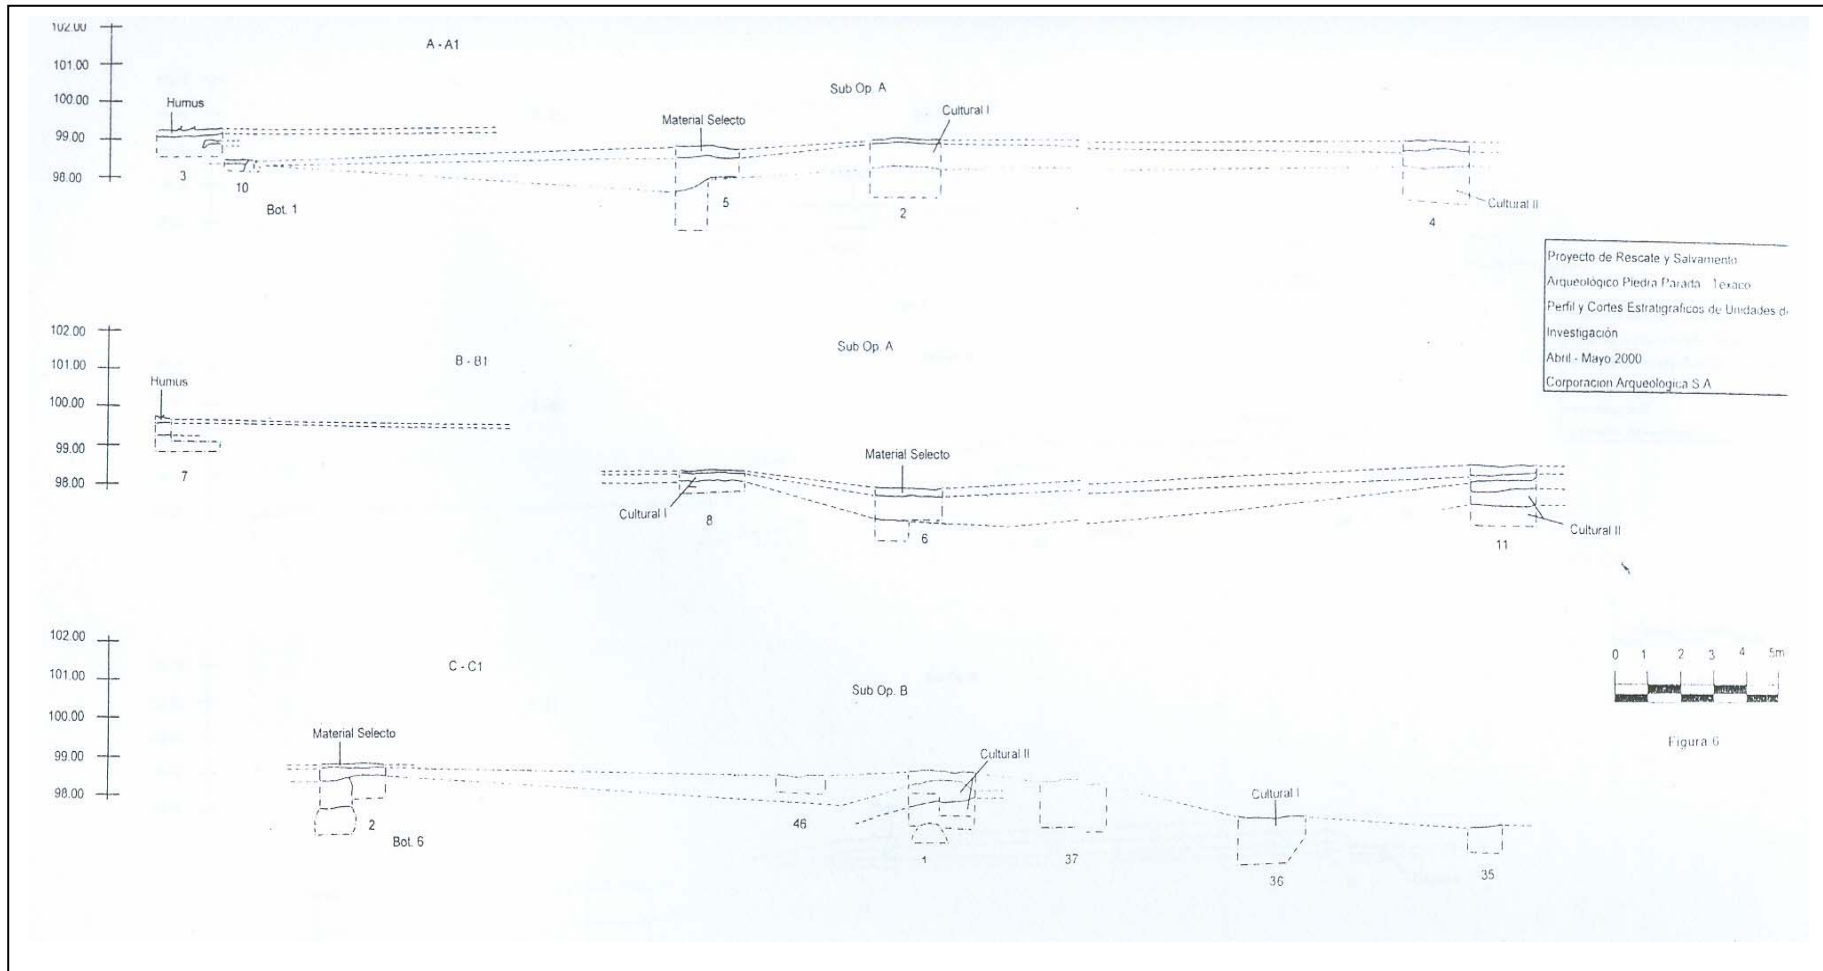 102.00
101.00
100.00
99.00
98.00
A - A1
Sub Op. A
Humus
Material Selecto
Cultural I
3
10
Bot. 1
5
2
4
Cultural II
Proyecto de Rescate y Salvamento
Arqueológico Piedra Parada Texaco
Perfil y Cortes Estratigraficos de Unidades de
Investigación
Abril - Mayo 2000
Corporacion Arqueologica S.A
102.00
101.00
100.00
99.00
98.00
B - B1
Sub Op. A
Humus
7
Material Selecto
Cultural I
8
6
11
Cultural II
102.00
101.00
100.00
99.00
98.00
C - C1
Sub Op. B
Material Selecto
2
Bot. 6
46
Cultural II
1
37
Cultural I
36
35
0 1 2 3 4 5m
Figura 6